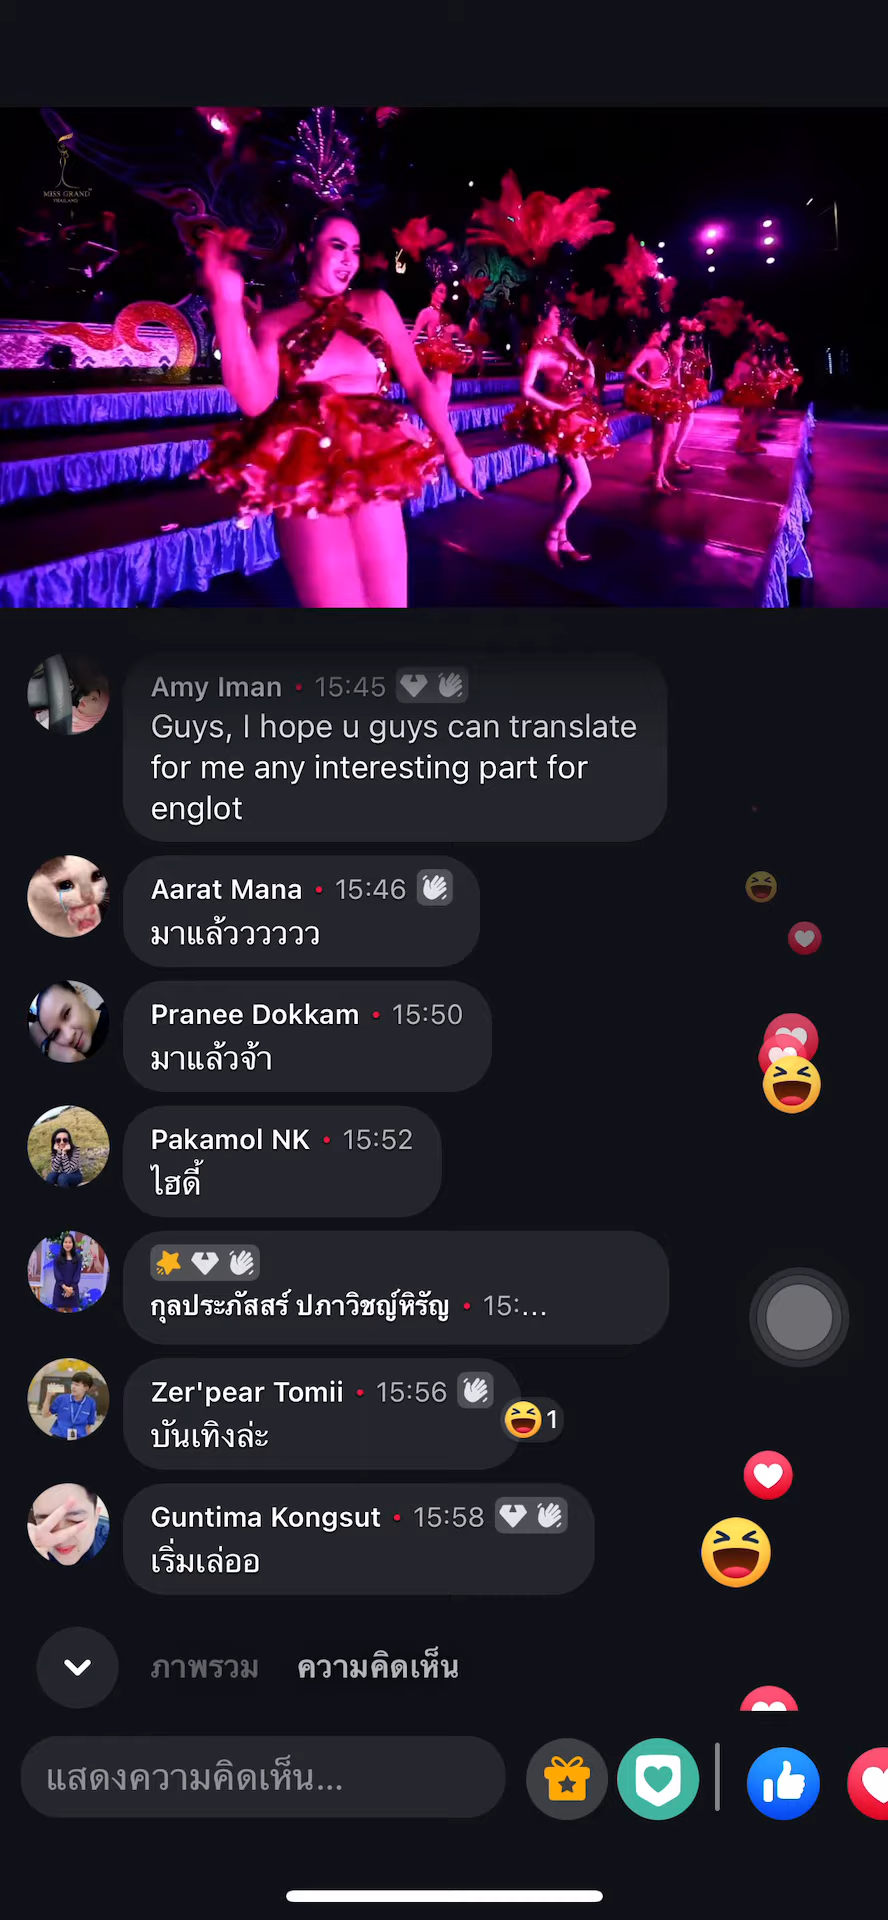 MISS GRAND
THAILAND
Amy Iman • 15:45
Guys, I hope u guys can translate
for me any interesting part for
englot
Aarat Mana • 15:46
มาแล้วววววว
Pranee Dokkam • 15:50
มาแล้วจ้า
Pakamol NK • 15:52
ไฮดี้
กุลประภัสสร์ ปภาวิชญ์หิรัญ • 15:...
Zer'pear Tomii • 15:56
บันเทิงล่ะ
1
Guntima Kongsut • 15:58
เริ่มเล่ออ
ภาพรวม ความคิดเห็น
แสดงความคิดเห็น...